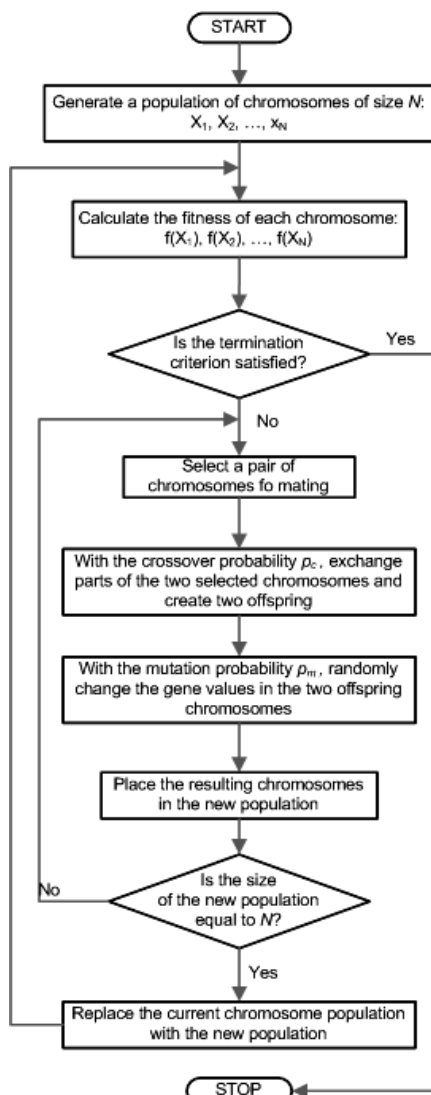 START
Generate a population of chromosomes of size N:
X₁, X₂, ..., x_N
Calculate the fitness of each chromosome:
f(X₁), f(X₂), ..., f(X_N)
Is the termination
criterion satisfied?
Yes
No
Select a pair of
chromosomes fo mating
With the crossover probability p_c, exchange
parts of the two selected chromosomes and
create two offspring
With the mutation probability p_m, randomly
change the gene values in the two offspring
chromosomes
Place the resulting chromosomes
in the new population
Is the size
of the new population
equal to N?
No
Yes
Replace the current chromosome population
with the new population
STOP